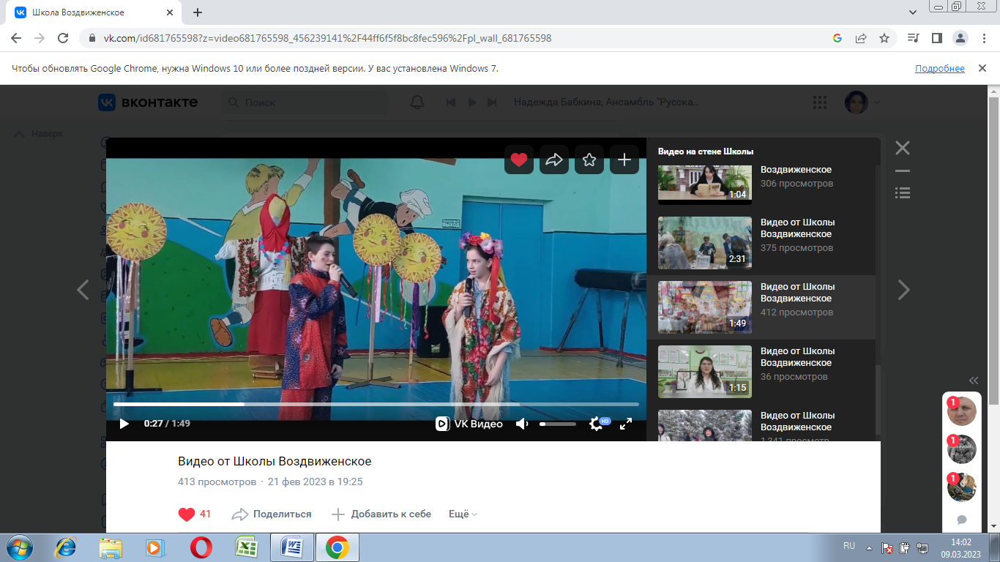 Школа Воздвиженское
vk.com/id681765598?z=video681765598_456239141%2F44ff6f5f8bc8fec596%2Fpl_wall_681765598
Чтобы обновлять Google Chrome, нужна Windows 10 или более поздней версии. У вас установлена Windows 7.
Подробнее
вконтакте
Поиск
Надежда Бабкина, Ансамбль "Русска...
Наверх
Видео на стене Школы
Воздвиженское
306 просмотров
1:04
Видео от Школы
Воздвиженское
375 просмотров
2:31
Видео от Школы
Воздвиженское
412 просмотров
1:49
Видео от Школы
Воздвиженское
36 просмотров
1:15
Видео от Школы
Воздвиженское
1 341 просмотр
ВЫХОД
0:27 / 1:49
VK Видео
HD
Видео от Школы Воздвиженское
413 просмотров · 21 фев 2023 в 19:25
41
Поделиться
Добавить к себе
Ещё
1
1
1
RU
14:02
09.03.2023